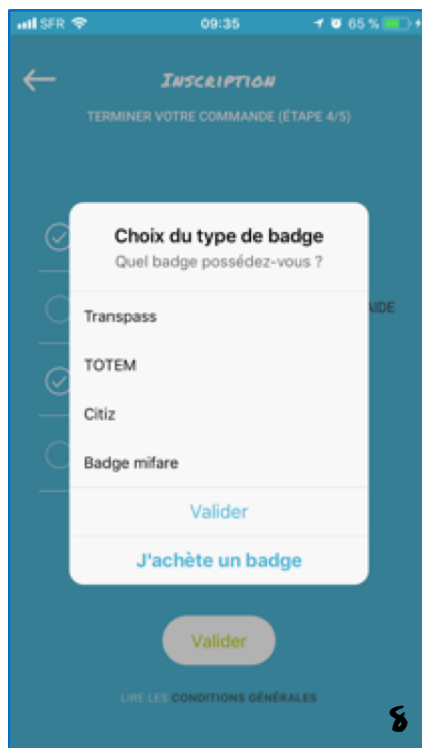 SFR 09:35 65 %
Inscription
TERMINER VOTRE COMMANDE (ÉTAPE 4/5)
Choix du type de badge
Quel badge possédez-vous ?
Transpass
AIDE
TOTEM
Citiz
Badge mifare
Valider
J'achète un badge
Valider
LIRE LES CONDITIONS GÉNÉRALES
8